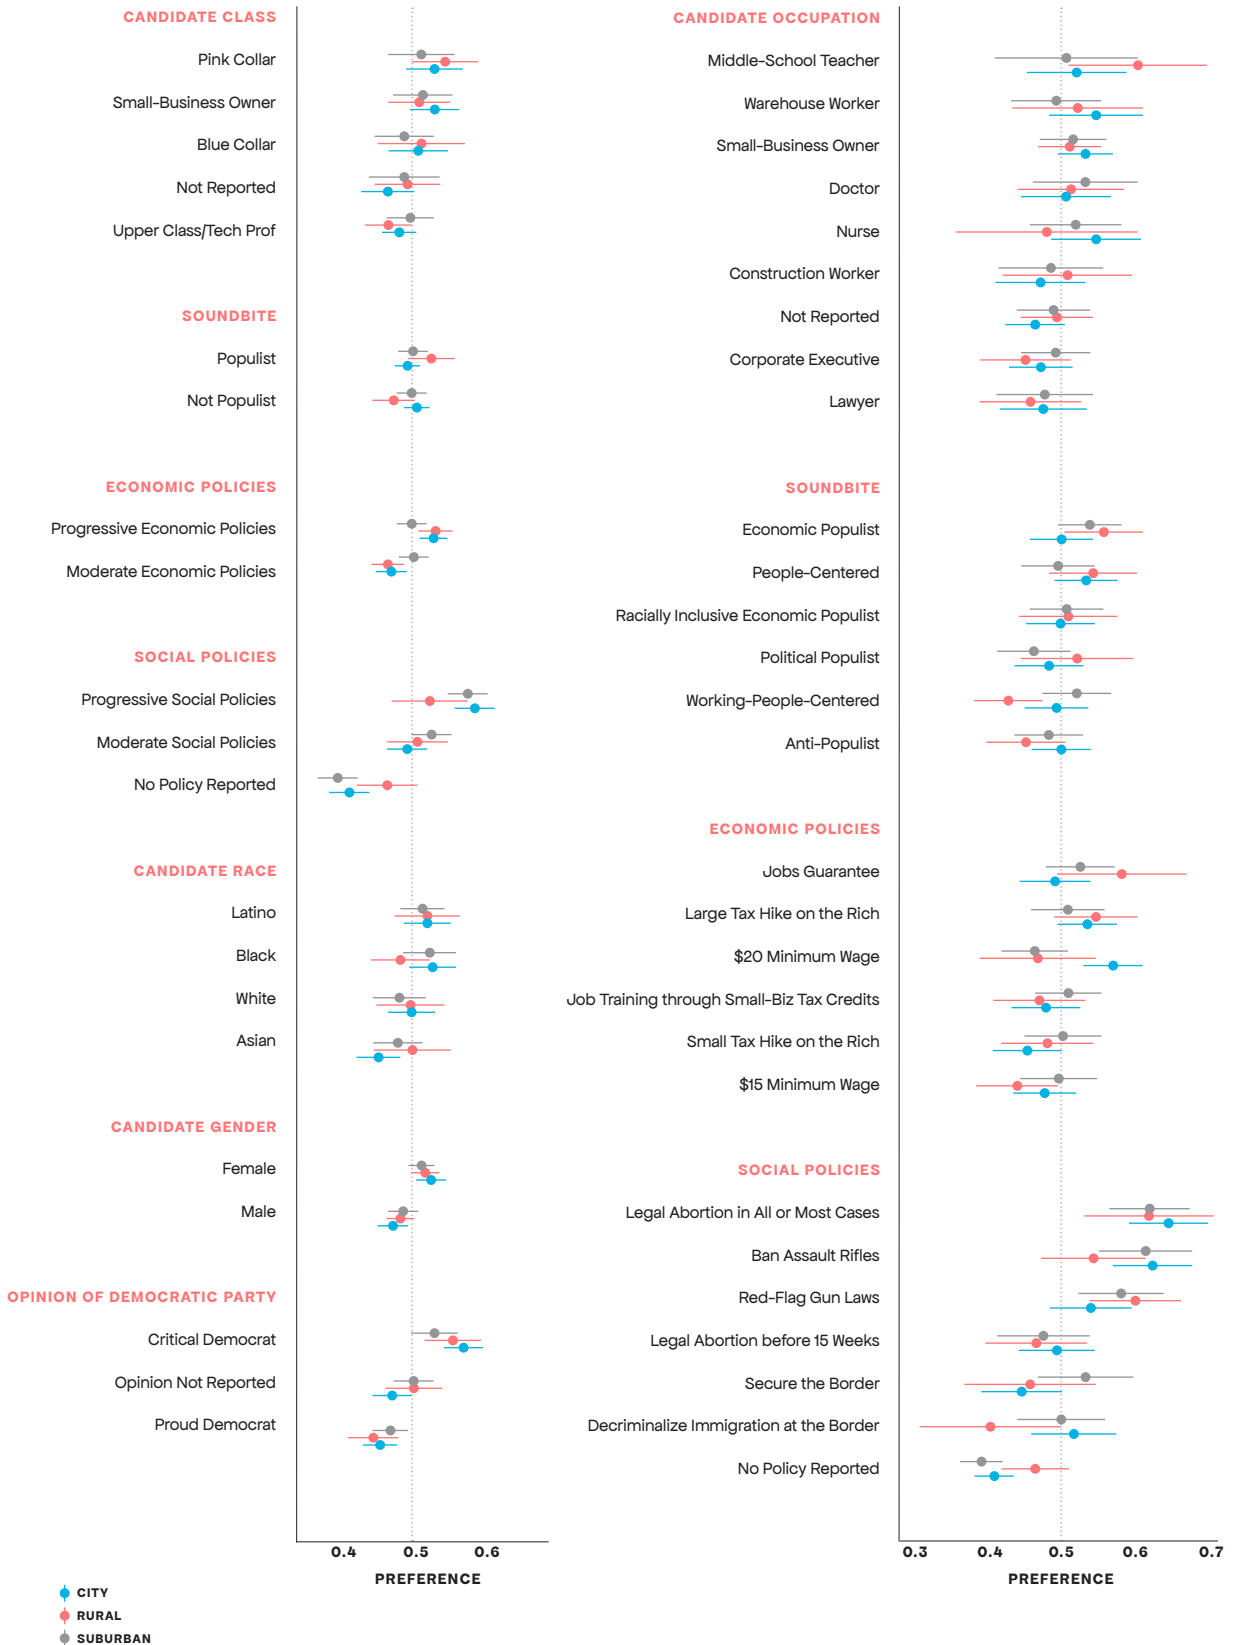 CANDIDATE CLASS
Pink Collar
Small-Business Owner
Blue Collar
Not Reported
Upper Class/Tech Prof
SOUNDBITE
Populist
Not Populist
ECONOMIC POLICIES
Progressive Economic Policies
Moderate Economic Policies
SOCIAL POLICIES
Progressive Social Policies
Moderate Social Policies
No Policy Reported
CANDIDATE RACE
Latino
Black
White
Asian
CANDIDATE GENDER
Female
Male
OPINION OF DEMOCRATIC PARTY
Critical Democrat
Opinion Not Reported
Proud Democrat
0.4 0.5 0.6
PREFERENCE
CITY
RURAL
SUBURBAN
CANDIDATE OCCUPATION
Middle-School Teacher
Warehouse Worker
Small-Business Owner
Doctor
Nurse
Construction Worker
Not Reported
Corporate Executive
Lawyer
SOUNDBITE
Economic Populist
People-Centered
Racially Inclusive Economic Populist
Political Populist
Working-People-Centered
Anti-Populist
ECONOMIC POLICIES
Jobs Guarantee
Large Tax Hike on the Rich
$20 Minimum Wage
Job Training through Small-Biz Tax Credits
Small Tax Hike on the Rich
$15 Minimum Wage
SOCIAL POLICIES
Legal Abortion in All or Most Cases
Ban Assault Rifles
Red-Flag Gun Laws
Legal Abortion before 15 Weeks
Secure the Border
Decriminalize Immigration at the Border
No Policy Reported
0.3 0.4 0.5 0.6 0.7
PREFERENCE